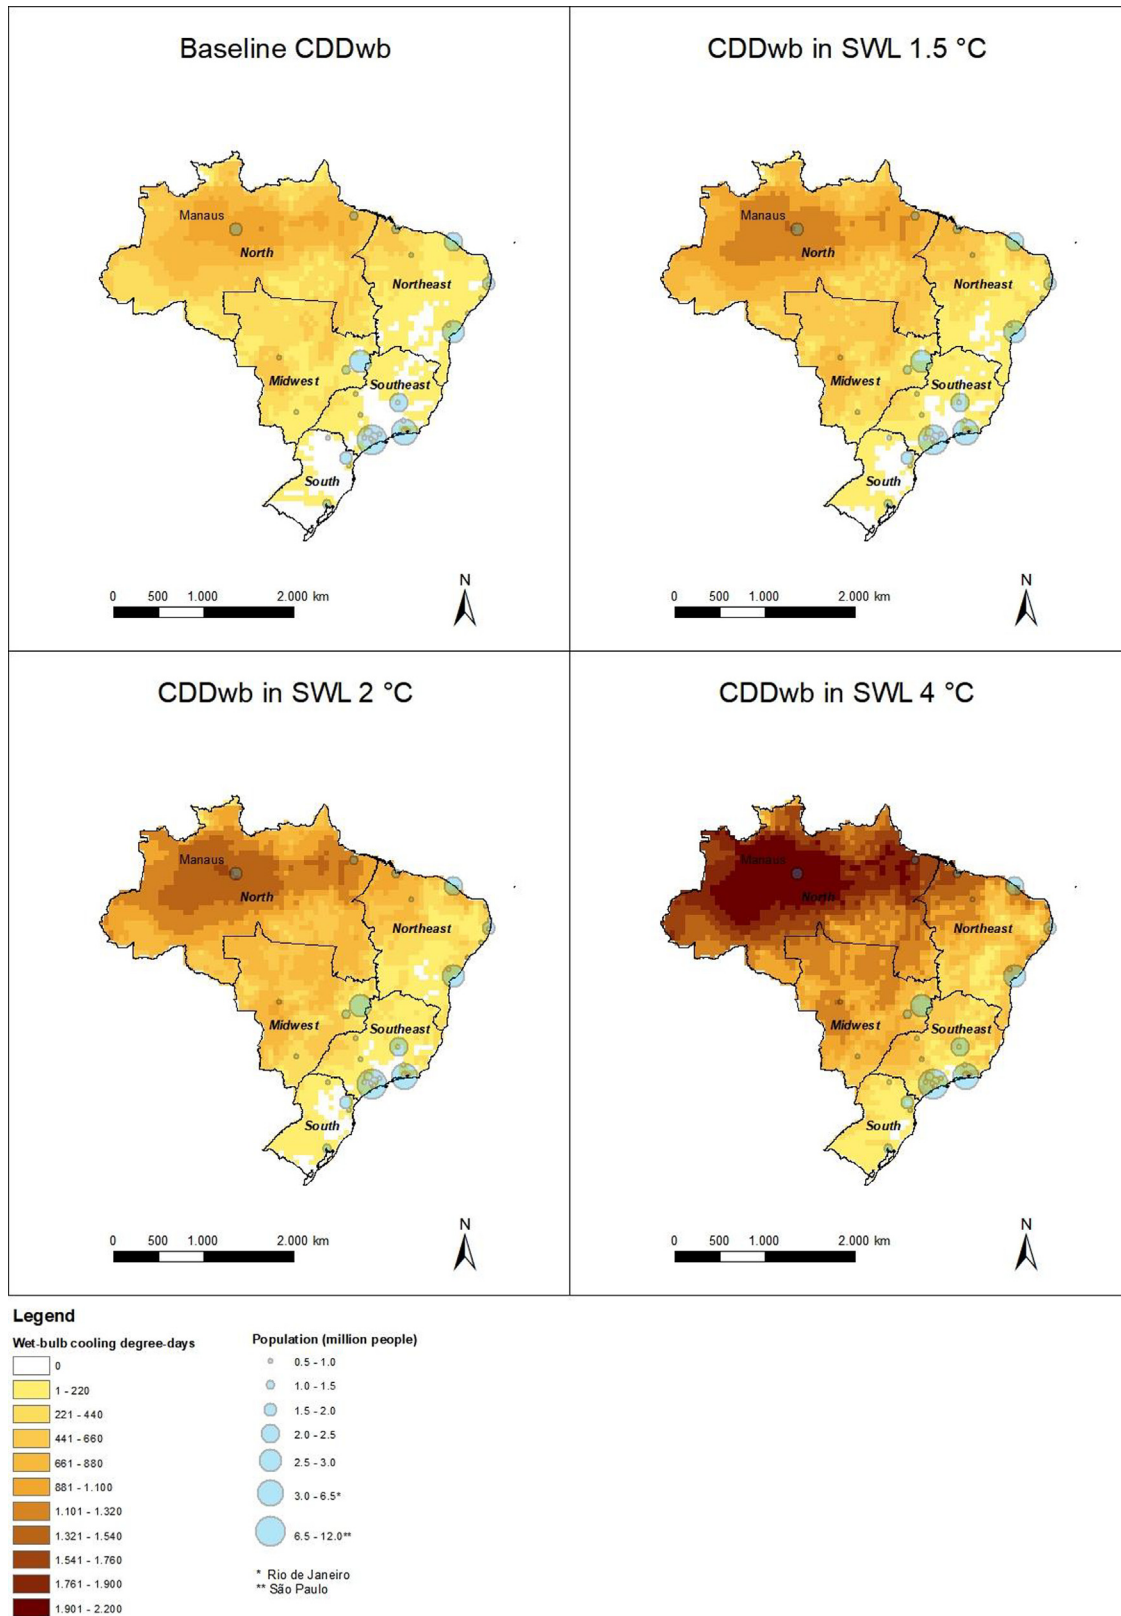 Baseline CDDwb
Manaus
North
Northeast
Midwest
Southeast
South
N
0 500 1.000 2.000 km
CDDwb in SWL 1.5 °C
Manaus
North
Northeast
Midwest
Southeast
South
N
0 500 1.000 2.000 km
CDDwb in SWL 2 °C
Manaus
North
Northeast
Midwest
Southeast
South
N
0 500 1.000 2.000 km
CDDwb in SWL 4 °C
Manaus
North
Northeast
Midwest
Southeast
South
N
0 500 1.000 2.000 km
Legend
Wet-bulb cooling degree-days
0
1 - 220
221 - 440
441 - 660
661 - 880
881 - 1.100
1.101 - 1.320
1.321 - 1.540
1.541 - 1.760
1.761 - 1.900
1.901 - 2.200
Population (million people)
0.5 - 1.0
1.0 - 1.5
1.5 - 2.0
2.0 - 2.5
2.5 - 3.0
3.0 - 6.5*
6.5 - 12.0**
* Rio de Janeiro
** São Paulo